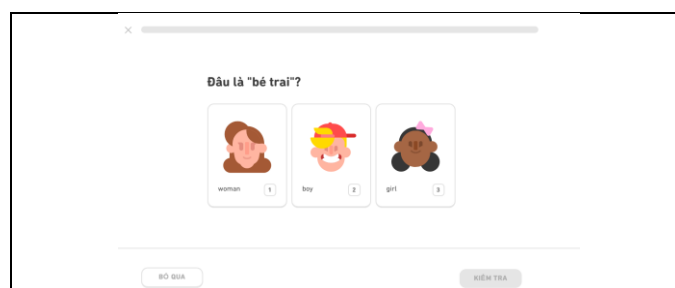 Đâu là "bé trai"?
woman 1 boy 2 girl 3
BỎ QUA KIỂM TRA